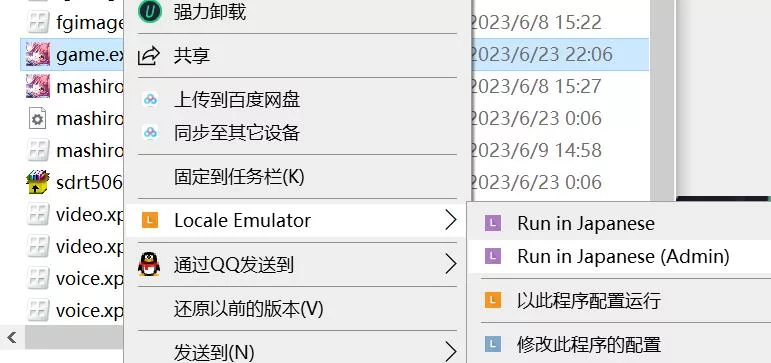 fgimage
2023/6/8 15:22
game.ex
2023/6/23 22:06
mashiro
2023/6/8 15:27
mashiro
2023/6/23 0:06
mashiro
2023/6/9 14:58
sdrt506
2023/6/23 0:06
video.xp
video.xp
voice.xp
voice.xp
强力卸载
共享
上传到百度网盘
同步至其它设备
固定到任务栏(K)
Locale Emulator
通过QQ发送到
还原以前的版本(V)
发送到(N)
Run in Japanese
Run in Japanese (Admin)
以此程序配置运行
修改此程序的配置